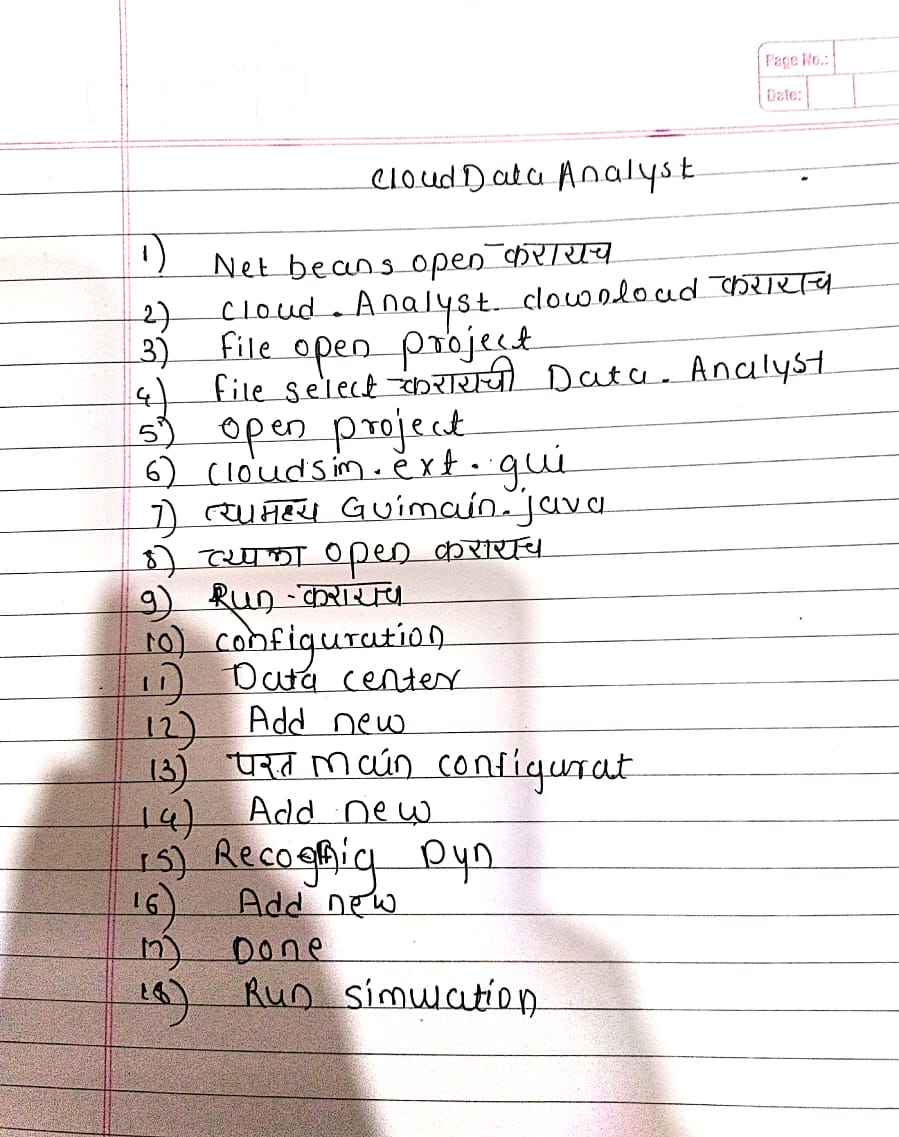 Page No.:
Date:
Cloud Data Analyst
1) Net beans open करायच
2) Cloud. Analyst. download करायच
3) File open project
4) file select करायची Data. Analyst
5) open project
6) cloudsim.ext.gui
7) त्यामध्य Guimain.java
8) open करायच
9) Run - करायच
10) configuration
11) Data center
12) Add new
13) परत main configurat
14) Add new
15) Dyn
16) Add new
17) Done
18) Run simulation